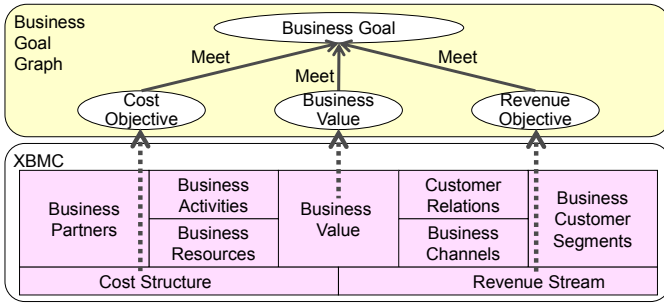 Business
Goal
Graph
Business Goal
Meet
Meet
Meet
Cost
Objective
Business
Value
Revenue
Objective
XBMC
Business
Partners
Business
Activities
Business
Resources
Business
Value
Customer
Relations
Business
Channels
Business
Customer
Segments
Cost Structure
Revenue Stream